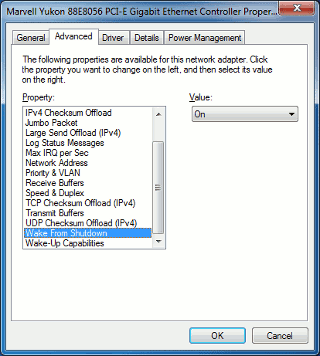 Marvell Yukon 88E8056 PCI-E Gigabit Ethernet Controller Proper...
General
Advanced
Driver
Details
Power Management
The following properties are available for this network adapter. Click
the property you want to change on the left, and then select its value
on the right.
Property:
Value:
IPv4 Checksum Offload
Jumbo Packet
Large Send Offload (IPv4)
Log Status Messages
Max IRQ per Sec
Network Address
Priority & VLAN
Receive Buffers
Speed & Duplex
TCP Checksum Offload (IPv4)
Transmit Buffers
UDP Checksum Offload (IPv4)
Wake From Shutdown
Wake-Up Capabilities
On
OK
Cancel